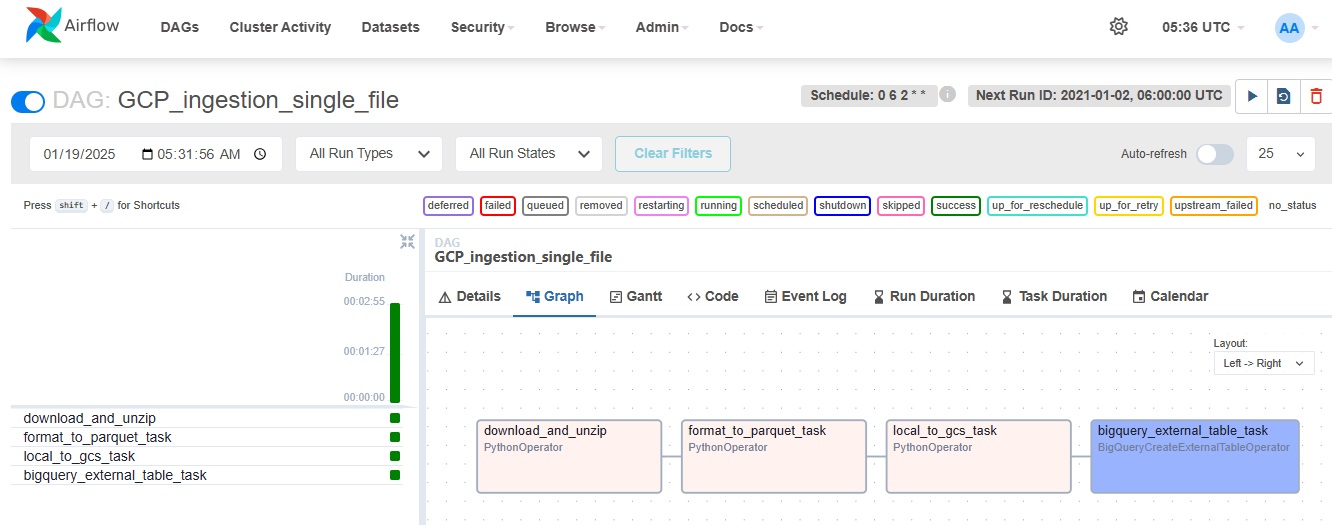 Airflow DAGs Cluster Activity Datasets Security Browse Admin Docs 05:36 UTC AA
DAG: GCP_ingestion_single_file Schedule: 0 6 2 * * i Next Run ID: 2021-01-02, 06:00:00 UTC
01/19/2025 05:31:56 AM All Run Types All Run States Clear Filters Auto-refresh 25
Press shift + / for Shortcuts deferred failed queued removed restarting running scheduled shutdown skipped success up_for_reschedule up_for_retry upstream_failed no_status
DAG
GCP_ingestion_single_file
Duration
00:02:55
00:01:27
00:00:00
download_and_unzip
format_to_parquet_task
local_to_gcs_task
bigquery_external_table_task
Details Graph Gantt Code Event Log Run Duration Task Duration Calendar
Layout:
Left -> Right
download_and_unzip
PythonOperator
format_to_parquet_task
PythonOperator
local_to_gcs_task
PythonOperator
bigquery_external_table_task
BigQueryCreateExternalTableOperator